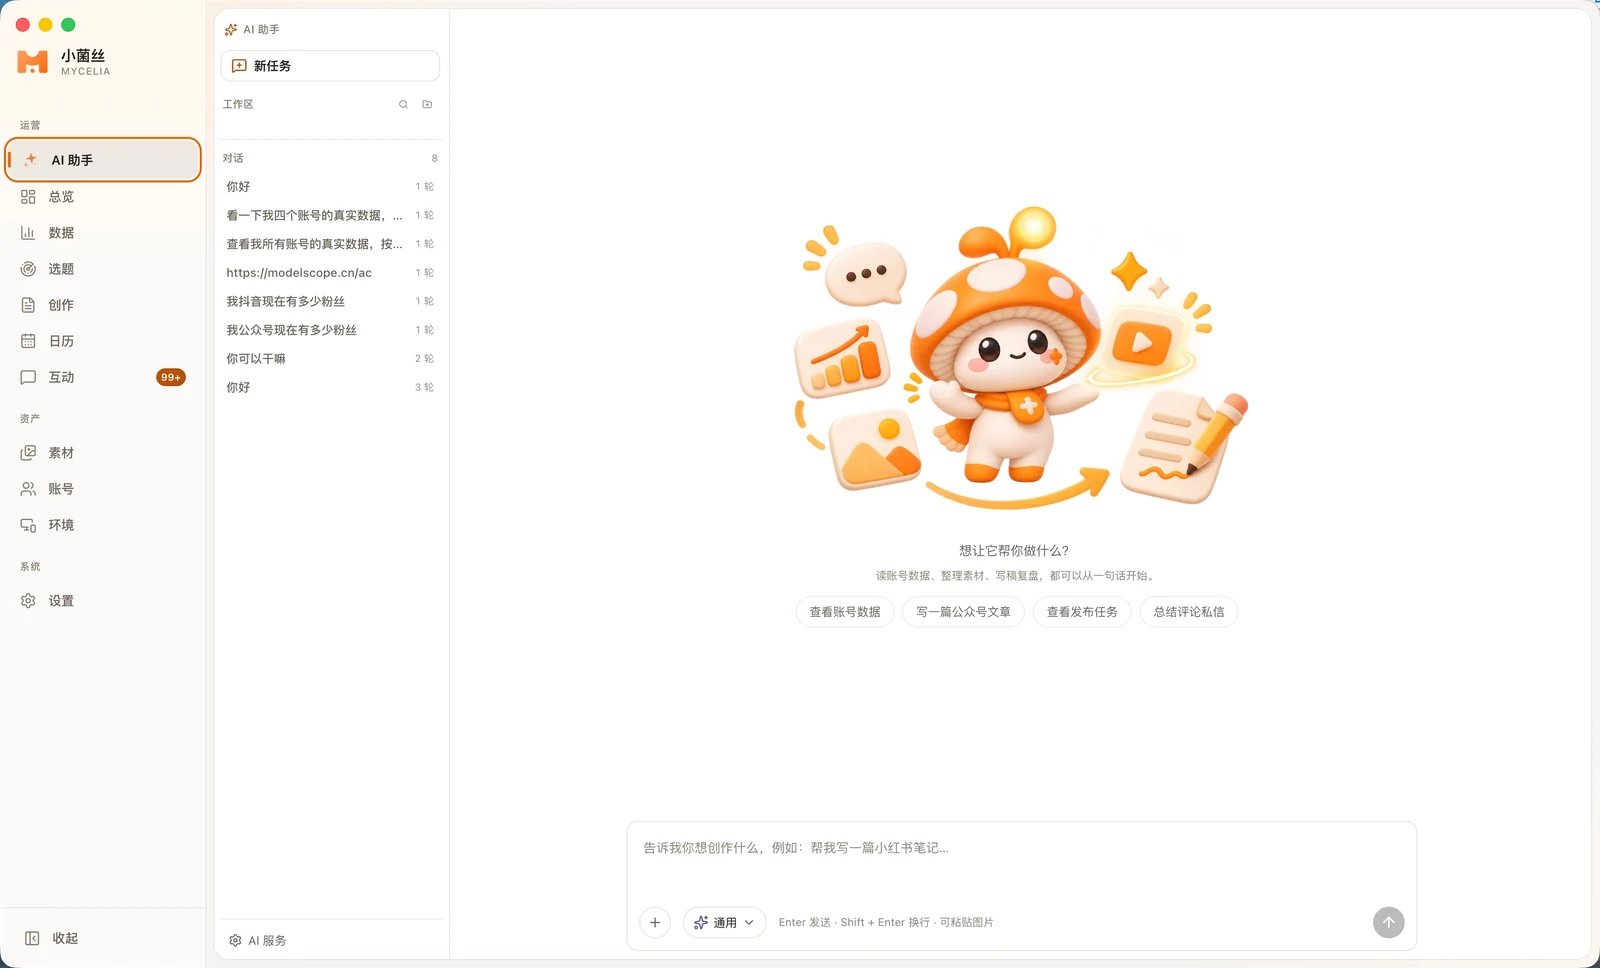 小菌丝
MYCELIA
运营
AI 助手
总览
数据
选题
创作
日历
互动
99+
资产
素材
账号
环境
系统
设置
收起
AI 助手
新任务
工作区
对话
8
你好
1 轮
看一下我四个账号的真实数据，...
1 轮
查看我所有账号的真实数据，按...
1 轮
https://modelscope.cn/ac
1 轮
我抖音现在有多少粉丝
1 轮
我公众号现在有多少粉丝
1 轮
你可以干嘛
2 轮
你好
3 轮
AI 服务
想让它帮你做什么？
读账号数据、整理素材、写稿复盘，都可以从一句话开始。
查看账号数据
写一篇公众号文章
查看发布任务
总结评论私信
告诉我你想创作什么，例如：帮我写一篇小红书笔记...
通用
Enter 发送 · Shift + Enter 换行 · 可粘贴图片